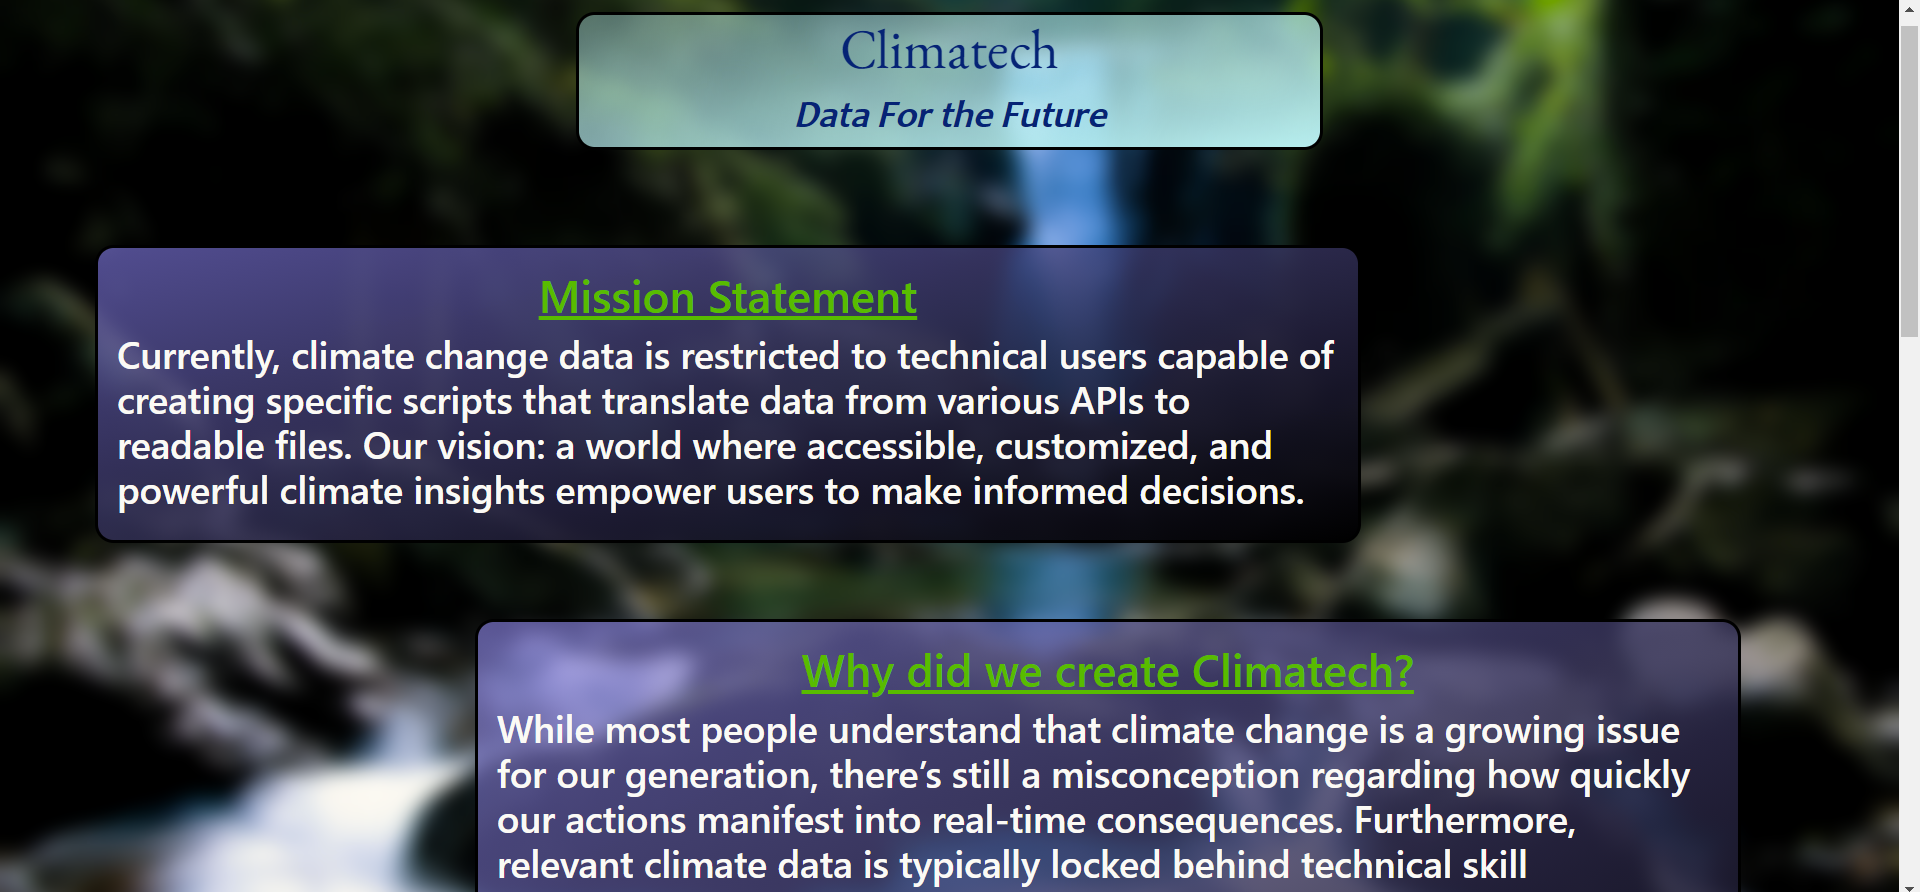 Climatech
Data For the Future
Mission Statement
Currently, climate change data is restricted to technical users capable of
creating specific scripts that translate data from various APIs to
readable files. Our vision: a world where accessible, customized, and
powerful climate insights empower users to make informed decisions.
Why did we create Climatech?
While most people understand that climate change is a growing issue
for our generation, there’s still a misconception regarding how quickly
our actions manifest into real-time consequences. Furthermore,
relevant climate data is typically locked behind technical skill